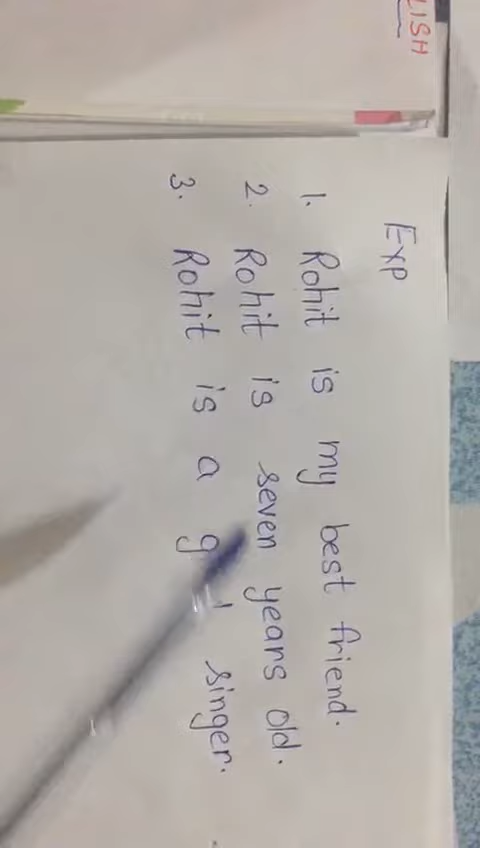 LISH
Exp
1. Rohit is my best friend.
2. Rohit is seven years old.
3. Rohit is a singer.